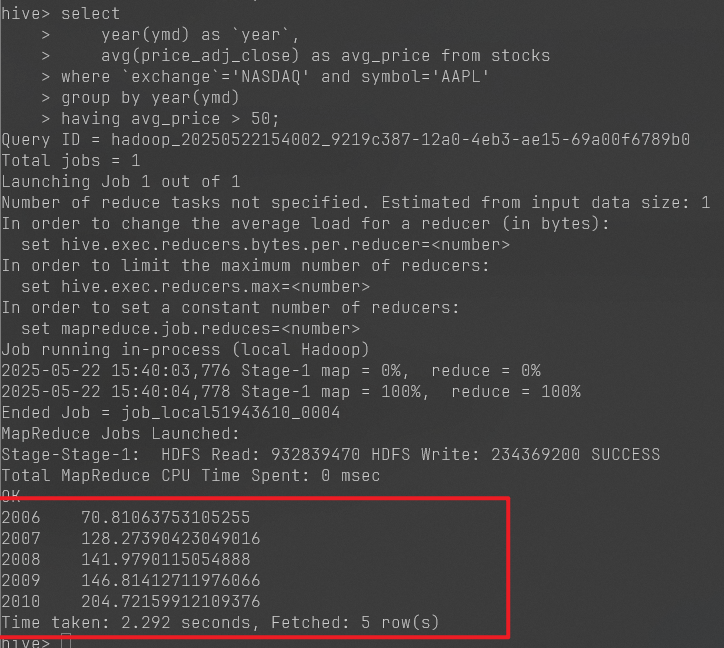 hive> select
    >     year(ymd) as `year`,
    >     avg(price_adj_close) as avg_price from stocks
    > where `exchange`='NASDAQ' and symbol='AAPL'
    > group by year(ymd)
    > having avg_price > 50;
Query ID = hadoop_20250522154002_9219c387-12a0-4eb3-ae15-69a00f6789b0
Total jobs = 1
Launching Job 1 out of 1
Number of reduce tasks not specified. Estimated from input data size: 1
In order to change the average load for a reducer (in bytes):
  set hive.exec.reducers.bytes.per.reducer=<number>
In order to limit the maximum number of reducers:
  set hive.exec.reducers.max=<number>
In order to set a constant number of reducers:
  set mapreduce.job.reduces=<number>
Job running in-process (local Hadoop)
2025-05-22 15:40:03,776 Stage-1 map = 0%,  reduce = 0%
2025-05-22 15:40:04,778 Stage-1 map = 100%,  reduce = 100%
Ended Job = job_local51943610_0004
MapReduce Jobs Launched:
Stage-Stage-1:  HDFS Read: 932839470 HDFS Write: 234369200 SUCCESS
Total MapReduce CPU Time Spent: 0 msec
OK
2006    70.81063753105255
2007    128.27390423049016
2008    141.9790115054888
2009    146.81412711976066
2010    204.72159912109376
Time taken: 2.292 seconds, Fetched: 5 row(s)
hive>